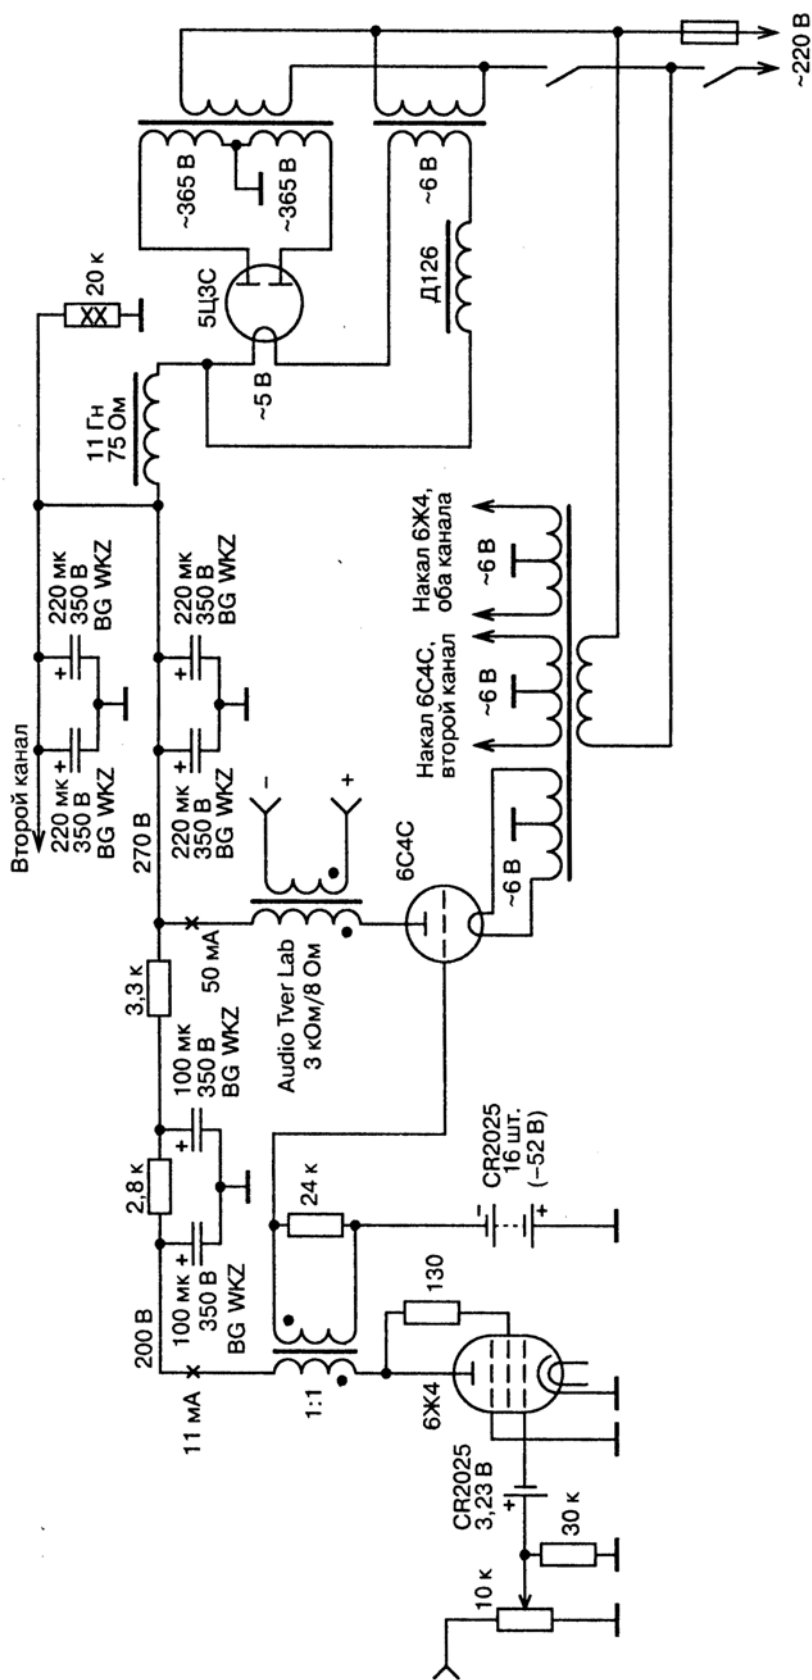 Второй канал
220 мк
350 В
BG WKZ
220 мк
350 В
BG WKZ
11 Гн
75 Ом
20 к
5Ц3С
~365 В
~365 В
200 В
2,8 к
3,3 к
270 В
~5 В
11 мА
100 мк
350 В
BG WKZ
100 мк
350 В
BG WKZ
50 мА
220 мк
350 В
BG WKZ
220 мк
350 В
BG WKZ
Д126
~6 В
1:1
24 к
Audio Tver Lab
3 кОм/8 Ом
-
+
6Ж4
130
6С4С
Накал 6С4С,
второй канал
Накал 6Ж4,
оба канала
CR2025
3,23 В
+
CR2025
16 шт.
(–52 В)
-
+
~6 В
~6 В
~6 В
10 к
30 к
~220 В